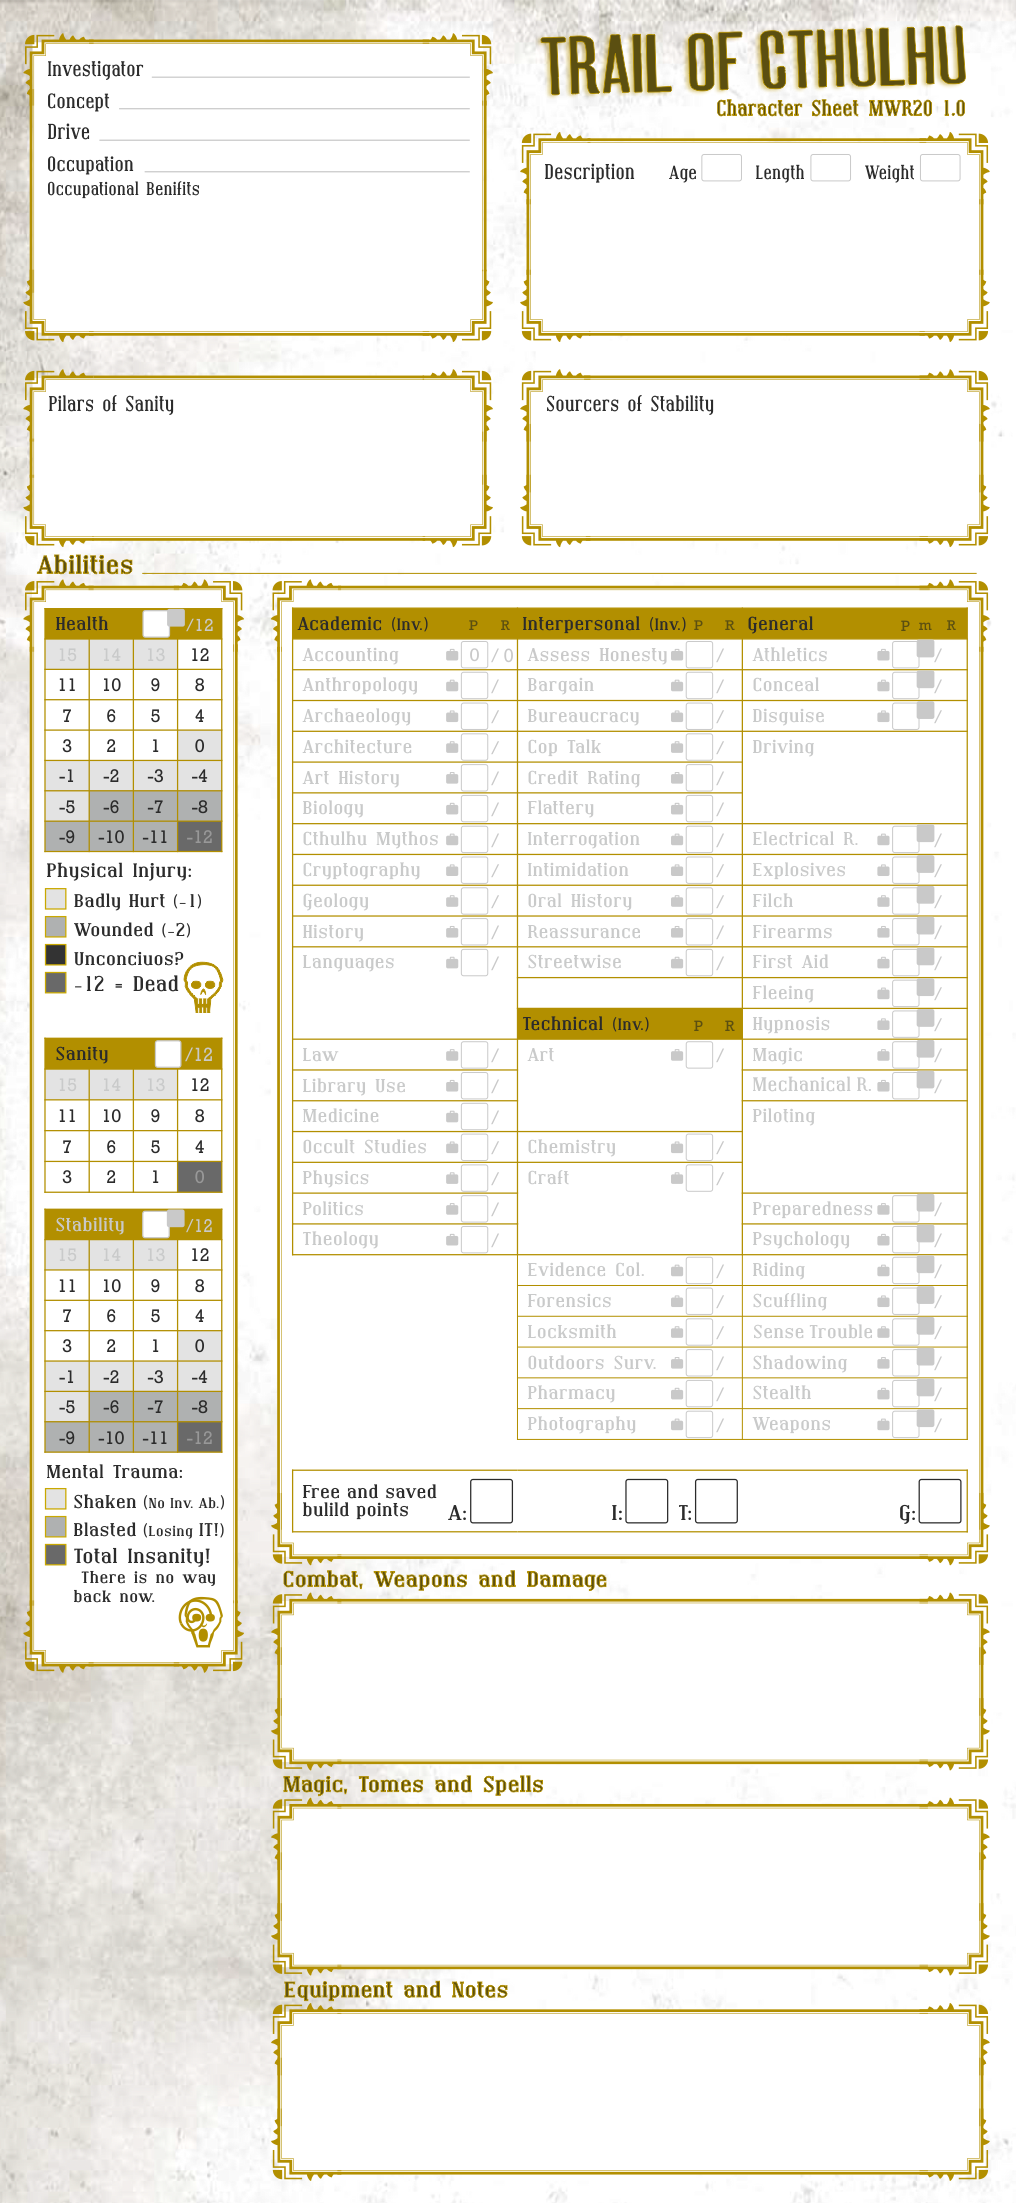 TRAIL OF CTHULHU
Character Sheet MWR20 1.0
Investigator
Concept
Drive
Occupation
Occupational Benifits
Description Age Length Weight
Pilars of Sanity
Sourcers of Stability
Abilities
Health /12
15 14 13 12
11 10 9 8
7 6 5 4
3 2 1 0
-1 -2 -3 -4
-5 -6 -7 -8
-9 -10 -11 -12
Physical Injury:
Badly Hurt (-1)
Wounded (-2)
Unconciuos?
-12 = Dead
Sanity /12
15 14 13 12
11 10 9 8
7 6 5 4
3 2 1 0
Stability /12
15 14 13 12
11 10 9 8
7 6 5 4
3 2 1 0
-1 -2 -3 -4
-5 -6 -7 -8
-9 -10 -11 -12
Mental Trauma:
Shaken (No Inv. Ab.)
Blasted (Losing IT!)
Total Insanity!
There is no way
back now.
Academic (Inv.) P R
Accounting 0 / 0
Anthropology /
Archaeology /
Architecture /
Art History /
Biology /
Cthulhu Mythos /
Cryptography /
Geology /
History /
Languages /
Law /
Library Use /
Medicine /
Occult Studies /
Physics /
Politics /
Theology /
Interpersonal (Inv.) P R
Assess Honesty /
Bargain /
Bureaucracy /
Cop Talk /
Credit Rating /
Flattery /
Interrogation /
Intimidation /
Oral History /
Reassurance /
Streetwise /
Technical (Inv.) P R
Art /
Chemistry /
Craft /
Evidence Col. /
Forensics /
Locksmith /
Outdoors Surv. /
Pharmacy /
Photography /
General P m R
Athletics /
Conceal /
Disguise /
Driving
Electrical R. /
Explosives /
Filch /
Firearms /
First Aid /
Fleeing /
Hypnosis /
Magic /
Mechanical R. /
Piloting
Preparedness /
Psychology /
Riding /
Scuffling /
Sense Trouble /
Shadowing /
Stealth /
Weapons /
Free and saved
bulild points A: I: T: G:
Combat, Weapons and Damage
Magic, Tomes and Spells
Equipment and Notes